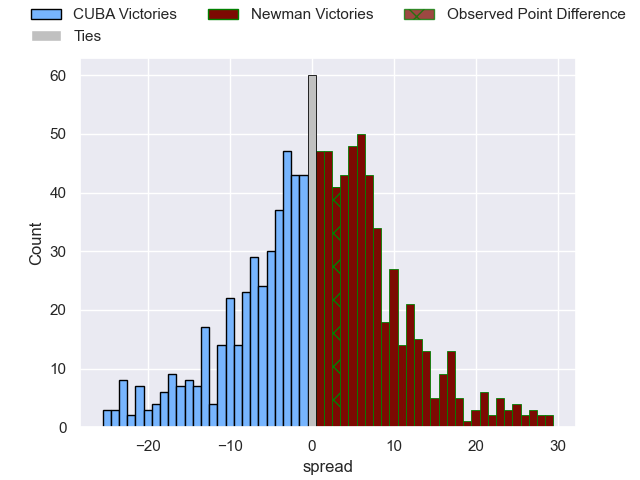 CUBA Victories
Newman Victories
Observed Point Difference
Ties
60
50
40
30
20
10
0
Count
−20
−10
0
10
20
30
spread